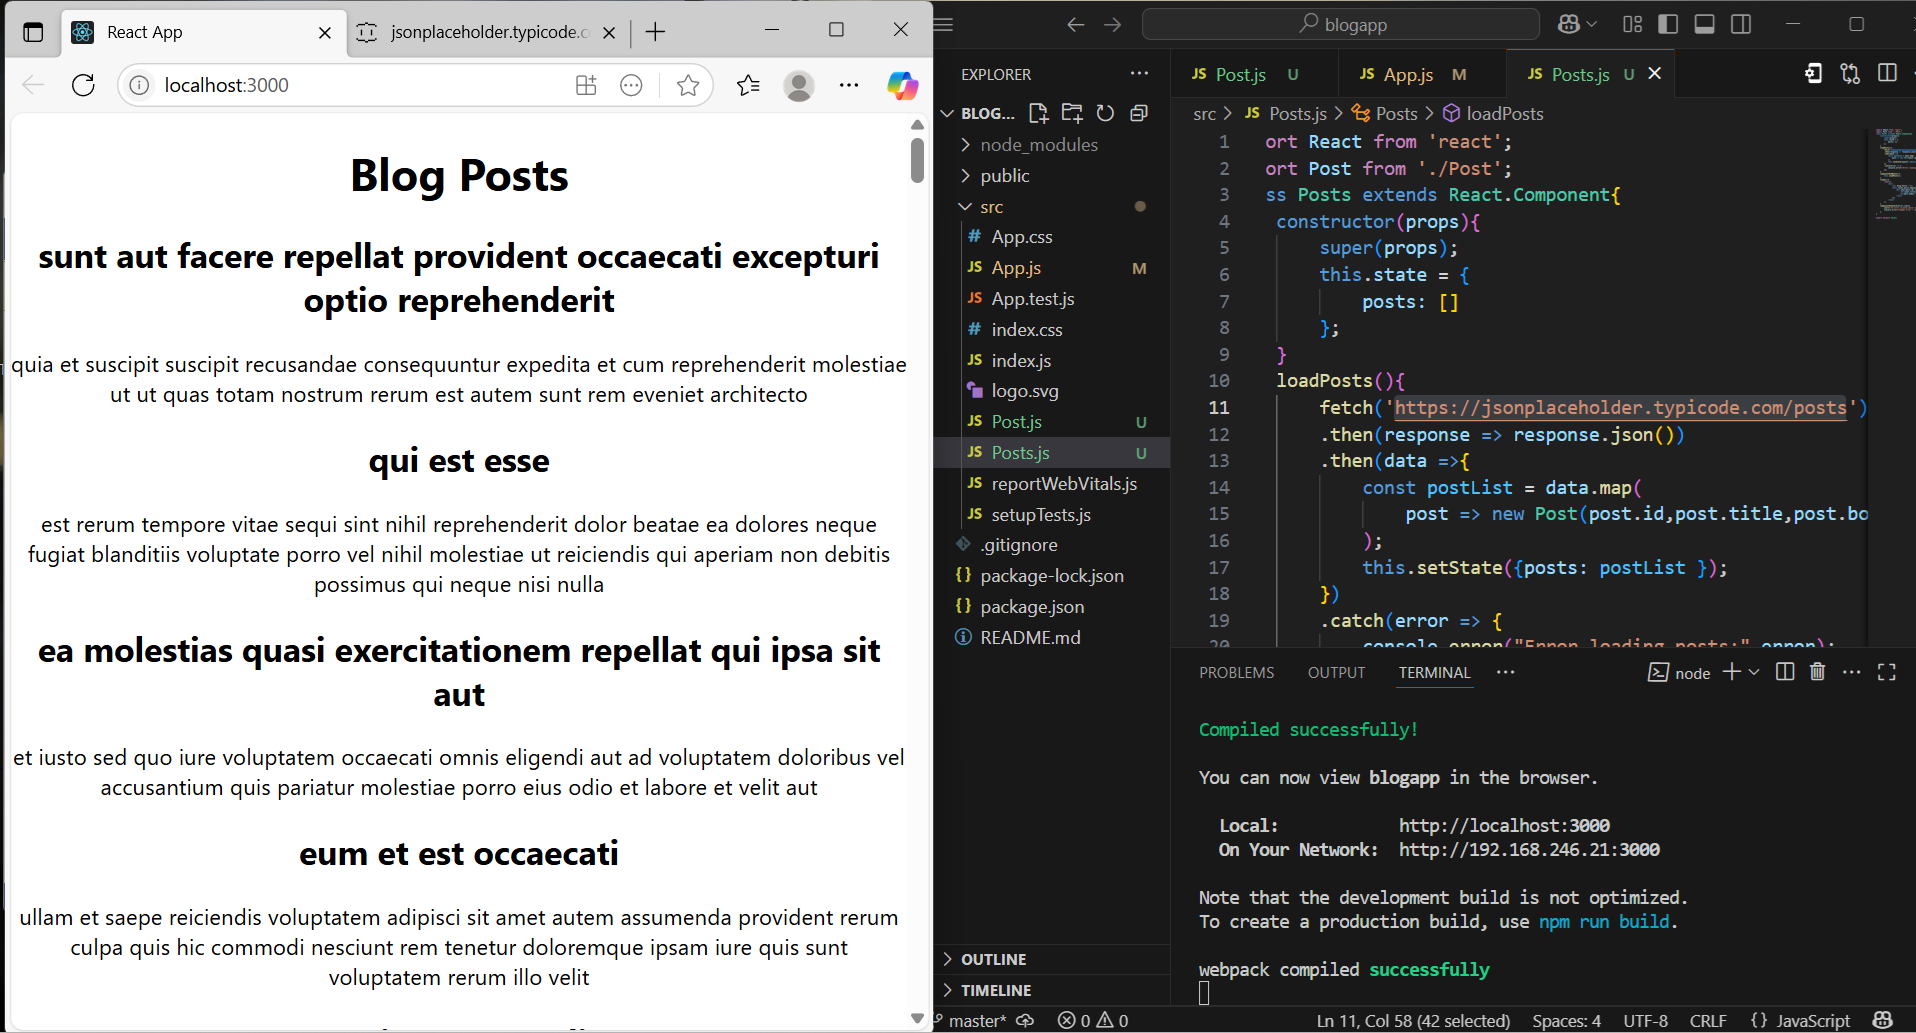 React App
jsonplaceholder.typicode.c
localhost:3000
Blog Posts
sunt aut facere repellat provident occaecati excepturi
optio reprehenderit
quia et suscipit suscipit recusandae consequuntur expedita et cum reprehenderit molestiae
ut ut quas totam nostrum rerum est autem sunt rem eveniet architecto
qui est esse
est rerum tempore vitae sequi sint nihil reprehenderit dolor beatae ea dolores neque
fugiat blanditiis voluptate porro vel nihil molestiae ut reiciendis qui aperiam non debitis
possimus qui neque nisi nulla
ea molestias quasi exercitationem repellat qui ipsa sit
aut
et iusto sed quo iure voluptatem occaecati omnis eligendi aut ad voluptatem doloribus vel
accusantium quis pariatur molestiae porro eius odio et labore et velit aut
eum et est occaecati
ullam et saepe reiciendis voluptatem adipisci sit amet autem assumenda provident rerum
culpa quis hic commodi nesciunt rem tenetur doloremque ipsam iure quis sunt
voluptatem rerum illo velit
blogapp
EXPLORER
BLOG...
node_modules
public
src
# App.css
JS App.js M
JS App.test.js
# index.css
JS index.js
logo.svg
JS Post.js U
JS Posts.js U
JS reportWebVitals.js
JS setupTests.js
.gitignore
{} package-lock.json
{} package.json
README.md
OUTLINE
TIMELINE
JS Post.js U
JS App.js M
JS Posts.js U
src > JS Posts.js > Posts > loadPosts
1 ort React from 'react';
2 ort Post from './Post';
3 ss Posts extends React.Component{
4 constructor(props){
5 super(props);
6 this.state = {
7 posts: []
8 };
9 }
10 loadPosts(){
11 fetch('https://jsonplaceholder.typicode.com/posts')
12 .then(response => response.json())
13 .then(data =>{
14 const postList = data.map(
15 post => new Post(post.id,post.title,post.bo
16 );
17 this.setState({posts: postList });
18 })
19 .catch(error => {
20 console.error("Error loading posts:",error);
PROBLEMS OUTPUT TERMINAL
node
Compiled successfully!
You can now view blogapp in the browser.
Local: http://localhost:3000
On Your Network: http://192.168.246.21:3000
Note that the development build is not optimized.
To create a production build, use npm run build.
webpack compiled successfully
master* 0 0 Ln 11, Col 58 (42 selected) Spaces: 4 UTF-8 CRLF {} JavaScript